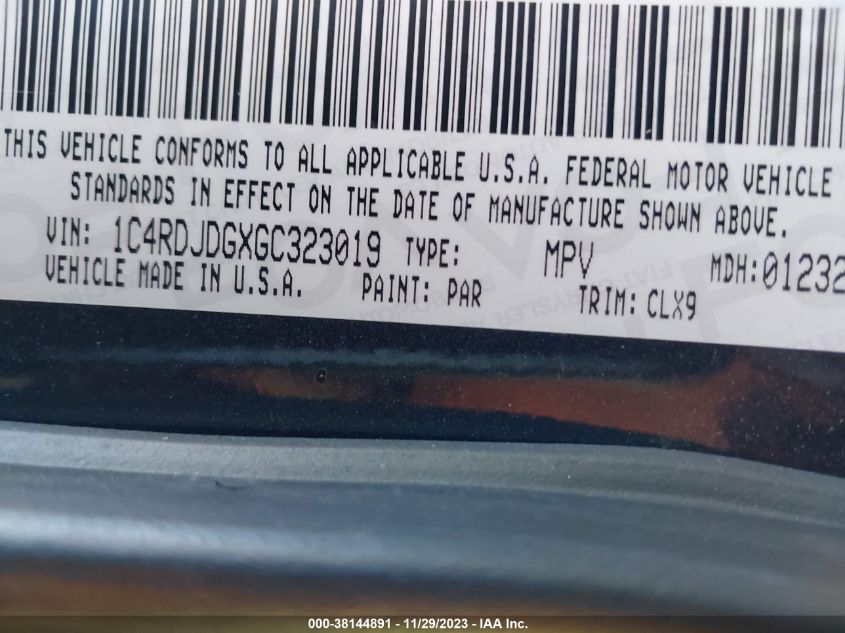 THIS VEHICLE CONFORMS TO ALL APPLICABLE U.S.A. FEDERAL MOTOR VEHICLE
STANDARDS IN EFFECT ON THE DATE OF MANUFACTURE SHOWN ABOVE.
VIN: 1C4RDJDGXGC323019 TYPE: MPV MDH:01232
VEHICLE MADE IN U.S.A. PAINT: PAR TRIM: CLX9
000-38144891 - 11/29/2023 - IAA Inc.